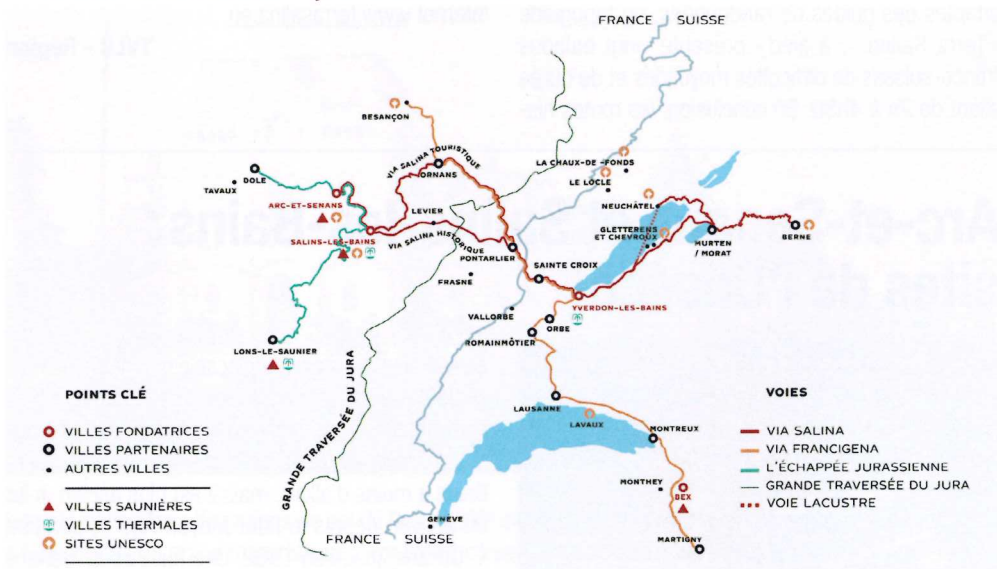 FRANCE
SUISSE
BESANÇON
VIA SALINA TOURISTIQUE
ORNANS
LA CHAUX-DE-FONDS
LE LOCLE
DOLE
TAVAUX
ARC-ET-SENANS
LEVIER
NEUCHÂTEL
GLETTERENS
ET CHEVROUX
SALINS-LES-BAINS
VIA SALINA HISTORIQUE
PONTARLIER
MURTEN
/ MORAT
BERNE
FRASNE
SAINTE CROIX
YVERDON-LES-BAINS
VALLORBE
ORBE
ROMAINMÔTIER
LONS-LE-SAUNIER
GRANDE TRAVERSÉE DU JURA
LAUSANNE
LAVAUX
MONTREUX
MONTHEY
BEX
GENÈVE
MARTIGNY
FRANCE
SUISSE
POINTS CLÉ
VILLES FONDATRICES
VILLES PARTENAIRES
AUTRES VILLES
VILLES SAUNIÈRES
VILLES THERMALES
SITES UNESCO
VOIES
VIA SALINA
VIA FRANCIGENA
L'ÉCHAPPÉE JURASSIENNE
GRANDE TRAVERSÉE DU JURA
VOIE LACUSTRE